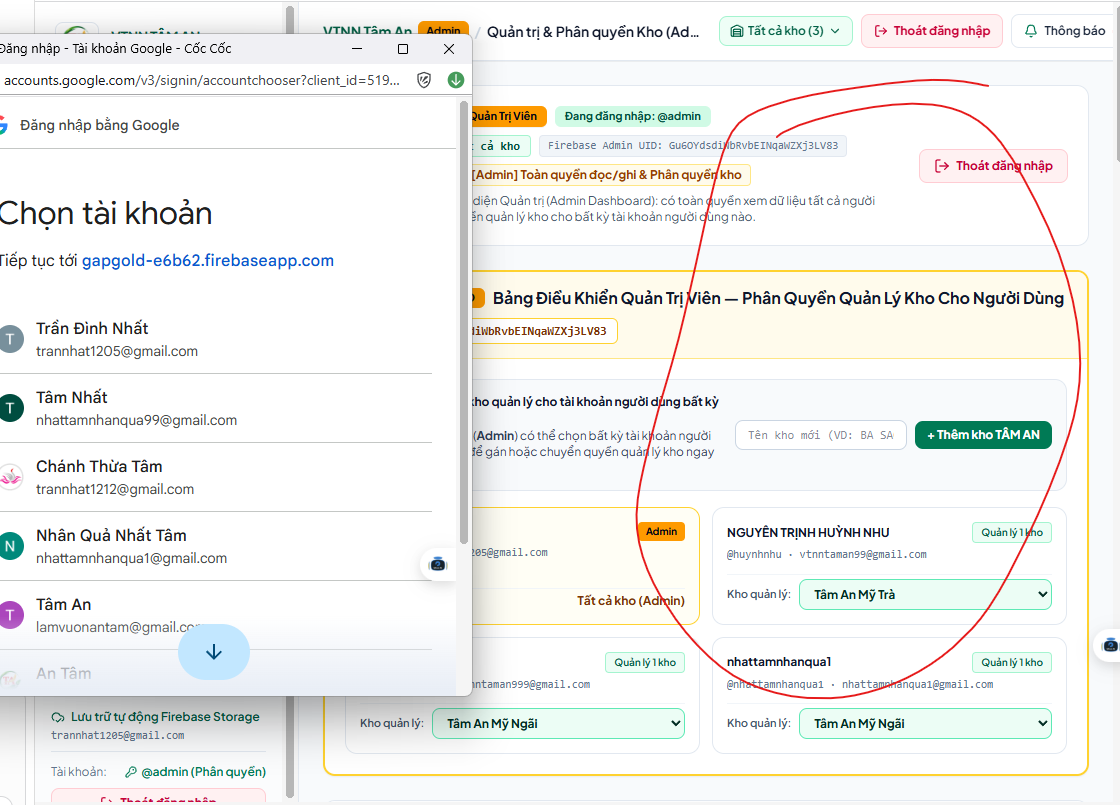 Đăng nhập - Tài khoản Google - Cốc Cốc
accounts.google.com/v3/signin/accountchooser?client_id=519...
Đăng nhập bằng Google
Chọn tài khoản
Tiếp tục tới gapgold-e6b62.firebaseapp.com
T
Trần Đình Nhất
trannhat1205@gmail.com
T
Tâm Nhất
nhattamnhanqua99@gmail.com
Chánh Thừa Tâm
trannhat1212@gmail.com
N
Nhân Quả Nhất Tâm
nhattamnhanqua1@gmail.com
T
Tâm An
lamvuonantam@gmail.co
An Tâm
VTNN Tâm An
Admin
/ Quản trị & Phân quyền Kho (Ad...
Tất cả kho (3)
Thoát đăng nhập
Thông báo
Quản Trị Viên
Đang đăng nhập: @admin
cả kho
Firebase Admin UID: Gu6OYdsdiWbRvbEINqaWZXj3LV83
[Admin] Toàn quyền đọc/ghi & Phân quyền kho
diện Quản trị (Admin Dashboard): có toàn quyền xem dữ liệu tất cả người
quản lý kho cho bất kỳ tài khoản người dùng nào.
Thoát đăng nhập
Bảng Điều Khiển Quản Trị Viên — Phân Quyền Quản Lý Kho Cho Người Dùng
iWbRvbEINqaWZXj3LV83
kho quản lý cho tài khoản người dùng bất kỳ
(Admin) có thể chọn bất kỳ tài khoản người
để gán hoặc chuyển quyền quản lý kho ngay
Tên kho mới (VD: BA SA
+ Thêm kho TÂM AN
Admin
05@gmail.com
Tất cả kho (Admin)
NGUYỄN TRỊNH HUỲNH NHU
Quản lý 1 kho
@huynhnhu · vtnntaman99@gmail.com
Kho quản lý:
Tâm An Mỹ Trà
Quản lý 1 kho
ntaman999@gmail.com
Kho quản lý:
Tâm An Mỹ Ngãi
nhattamnhanqua1
Quản lý 1 kho
@nhattamnhanqua1 · nhattamnhanqua1@gmail.com
Kho quản lý:
Tâm An Mỹ Ngãi
Lưu trữ tự động Firebase Storage
trannhat1205@gmail.com
Tài khoản:
@admin (Phân quyền)
Thoát đăng nhập